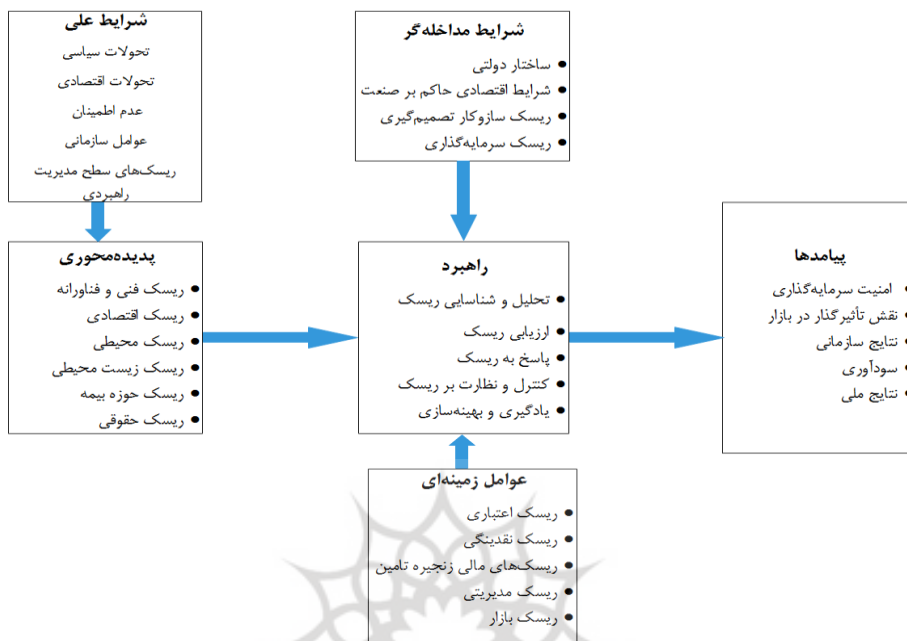 شرایط علی
تحولات سیاسی
تحولات اقتصادی
عدم اطمینان
عوامل سازمانی
ریسک‌های سطح مدیریت
راهبردی
شرایط مداخله‌گر
● ساختار دولتی
● شرایط اقتصادی حاکم بر صنعت
● ریسک سازوکار تصمیم‌گیری
● ریسک سرمایه‌گذاری
پدیده‌محوری
● ریسک فنی و فناورانه
● ریسک اقتصادی
● ریسک محیطی
● ریسک زیست محیطی
● ریسک حوزه بیمه
● ریسک حقوقی
راهبرد
● تحلیل و شناسایی ریسک
● ارزیابی ریسک
● پاسخ به ریسک
● کنترل و نظارت بر ریسک
● یادگیری و بهینه‌سازی
پیامدها
● امنیت سرمایه‌گذاری
● نقش تأثیرگذار در بازار
● نتایج سازمانی
● سودآوری
● نتایج ملی
عوامل زمینه‌ای
● ریسک اعتباری
● ریسک نقدینگی
● ریسک‌های مالی زنجیره تامین
● ریسک مدیریتی
● ریسک بازار